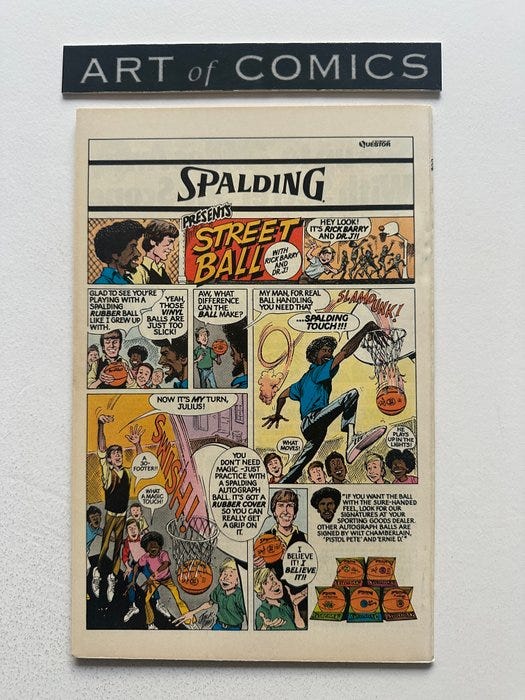 ART of COMICS
QUESTOR
SPALDING
PRESENTS
STREET
BALL
WITH
RICK BARRY
AND
DR. J!
HEY LOOK!
IT'S RICK BARRY
AND DR. J!!
GLAD TO SEE YOU'RE
PLAYING WITH A
SPALDING
RUBBER BALL
LIKE I GREW UP
WITH.
YEAH,
THOSE
VINYL
BALLS ARE
JUST TOO
SLICK!
AW, WHAT
DIFFERENCE
CAN THE
BALL MAKE?
MY MAN, FOR REAL
BALL HANDLING,
YOU NEED THAT
...SPALDING
TOUCH!!!
SLAMDUNK!
WHAT
MOVES!
HE
PLAYS
UP IN THE
LIGHTS!
NOW IT'S MY TURN,
JULIUS!
SWISH!!
A
30-
FOOTER!!
WHAT
A MAGIC
TOUCH!
YOU
DON'T NEED
MAGIC - JUST
PRACTICE WITH
A SPALDING
AUTOGRAPH
BALL. IT'S GOT A
RUBBER COVER
SO YOU CAN
REALLY GET
A GRIP ON
IT.
I
BELIEVE
IT! I
BELIEVE
IT!!
"IF YOU WANT THE BALL
WITH THE SURE-HANDED
FEEL, LOOK FOR OUR
SIGNATURES AT YOUR
SPORTING GOODS DEALER.
OTHER AUTOGRAPH BALLS ARE
SIGNED BY WILT CHAMBERLAIN,
'PISTOL PETE' AND 'ERNIE D.'"